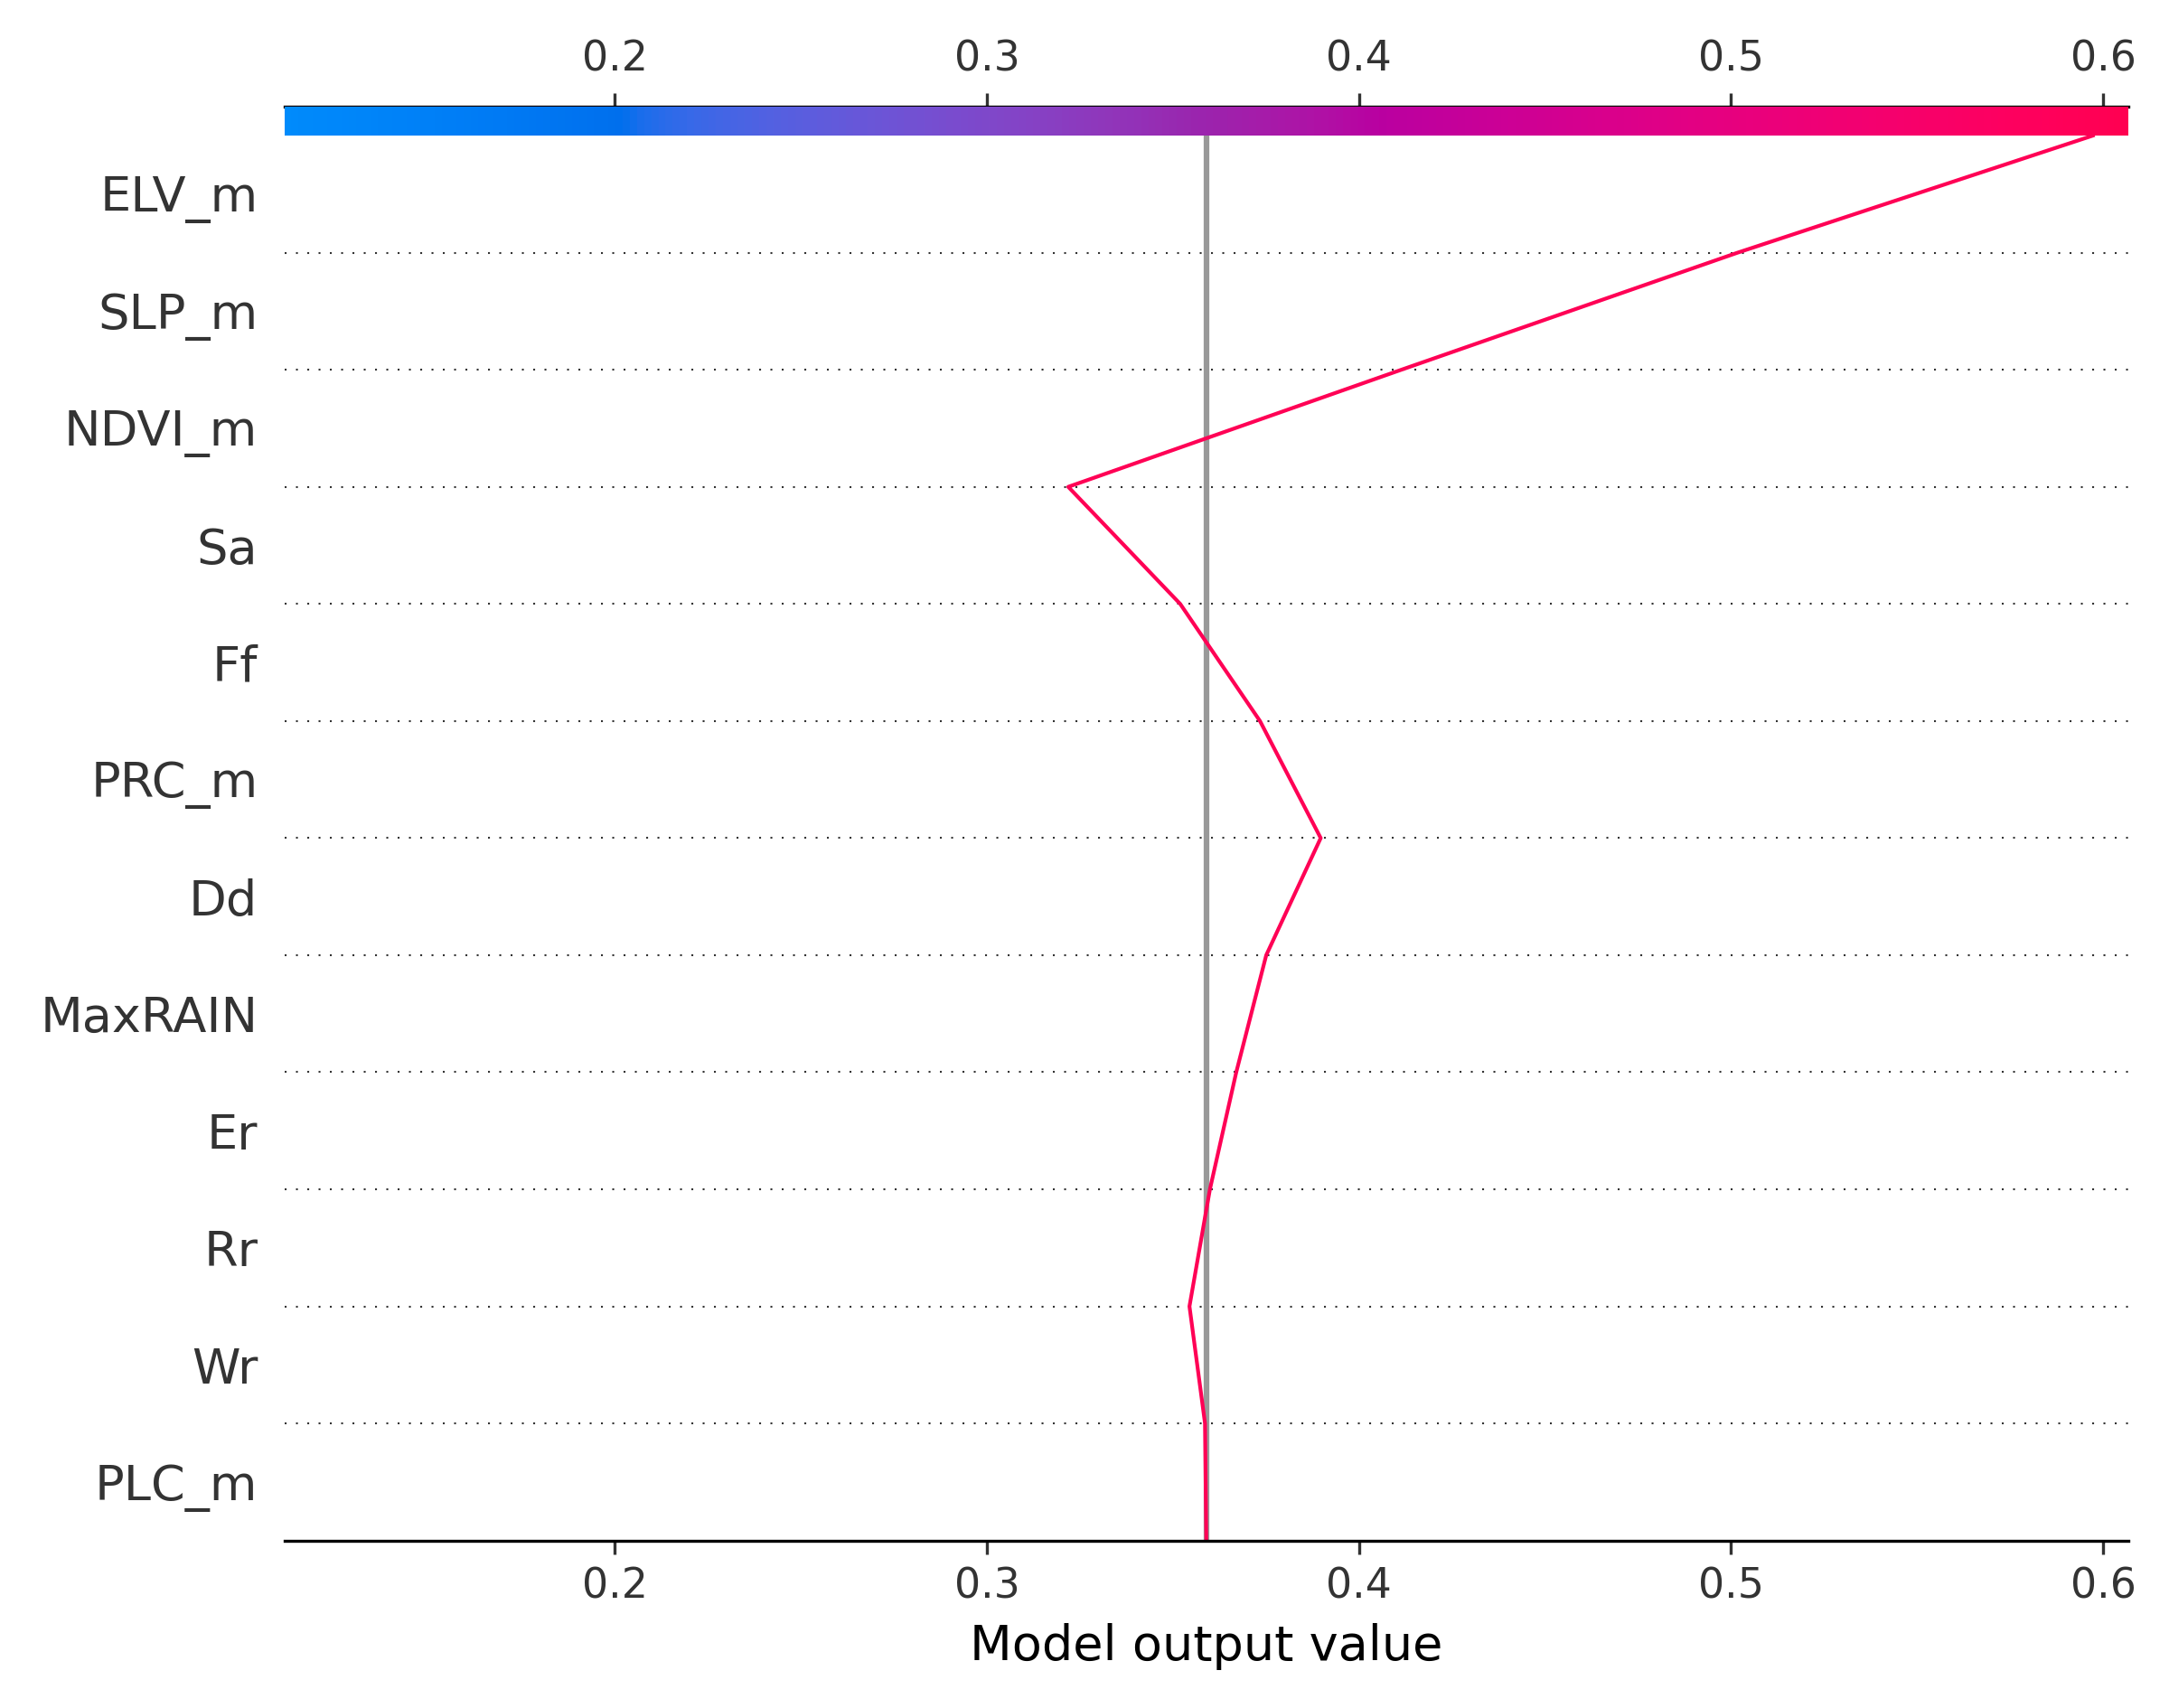 0.2 0.3 0.4 0.5 0.6
ELV_m
SLP_m
NDVI_m
Sa
Ff
PRC_m
Dd
MaxRAIN
Er
Rr
Wr
PLC_m
0.2 0.3 0.4 0.5 0.6
Model output value